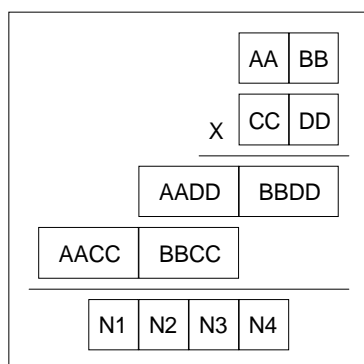 AA BB
X CC DD
AADD BBDD
AACC BBCC
N1 N2 N3 N4